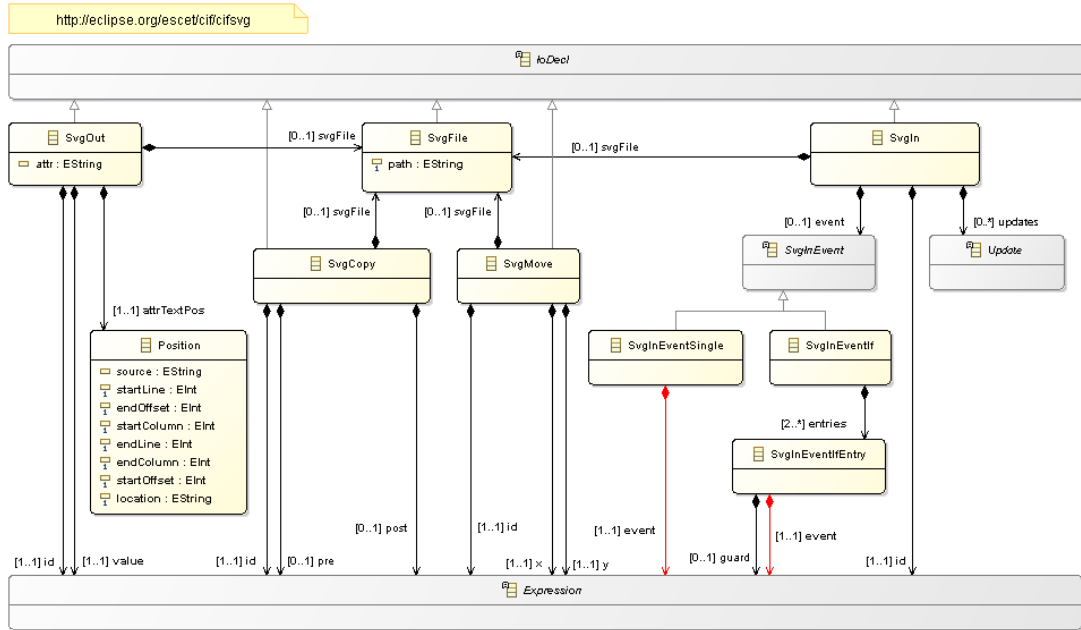 http://eclipse.org/escet/cif/cifsvg
IoDecl
SvgOut
attr : EString
[0..1] svgFile
SvgFile
path : EString
[0..1] svgFile
SvgIn
[0..1] svgFile
[0..1] svgFile
[0..1] event
[0..*] updates
SvgCopy
SvgMove
SvgInEvent
Update
[1..1] attrTextPos
Position
source : EString
startLine : EInt
endOffset : EInt
startColumn : EInt
endLine : EInt
endColumn : EInt
startOffset : EInt
location : EString
SvgInEventSingle
SvgInEventIf
[2..*] entries
SvgInEventIfEntry
[1..1] id
[1..1] value
[1..1] id
[0..1] pre
[0..1] post
[1..1] id
[1..1] x
[1..1] y
[1..1] event
[0..1] guard
[1..1] event
[1..1] id
Expression